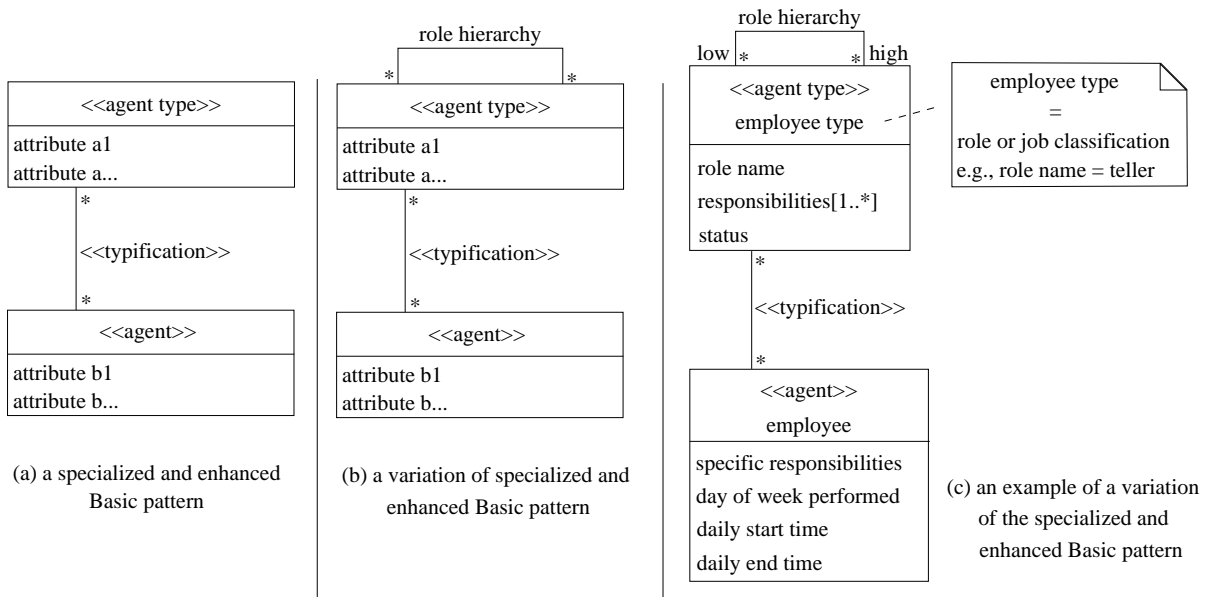 <<agent type>>
attribute a1
attribute a...
*
<<typification>>
*
<<agent>>
attribute b1
attribute b...
(a) a specialized and enhanced
Basic pattern
role hierarchy
* *
<<agent type>>
attribute a1
attribute a...
*
<<typification>>
*
<<agent>>
attribute b1
attribute b...
(b) a variation of specialized and
enhanced Basic pattern
role hierarchy
low * * high
<<agent type>>
employee type
role name
responsibilities[1..*]
status
*
<<typification>>
*
<<agent>>
employee
specific responsibilities
day of week performed
daily start time
daily end time
employee type
=
role or job classification
e.g., role name = teller
(c) an example of a variation
of the specialized and
enhanced Basic pattern